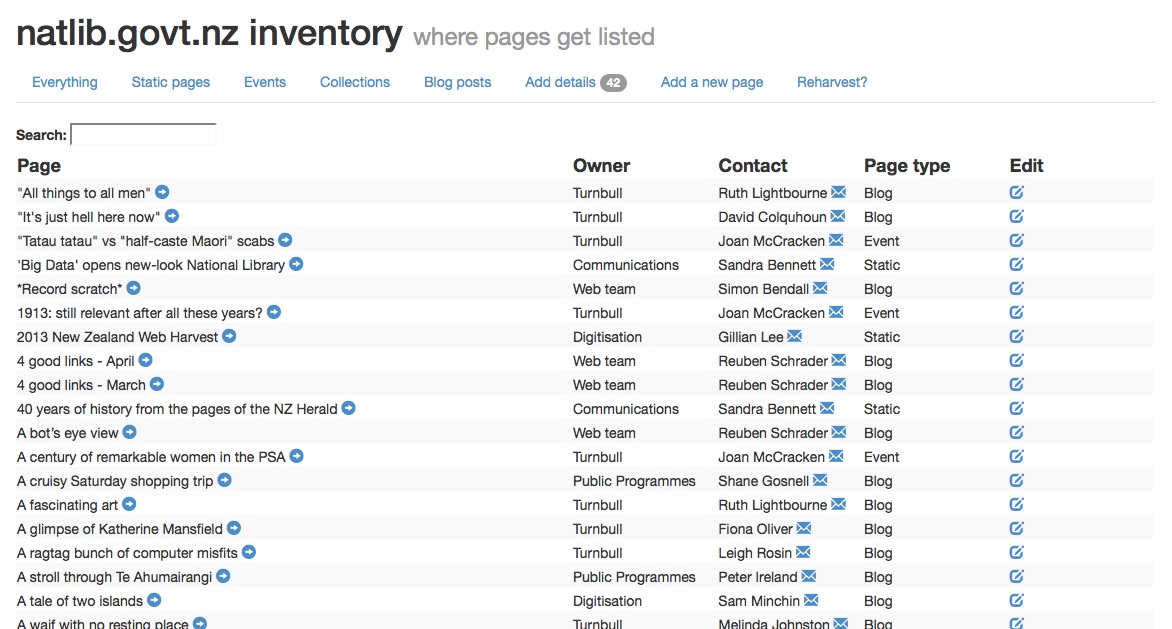 natlib.govt.nz inventory where pages get listed
Everything Static pages Events Collections Blog posts Add details 42 Add a new page Reharvest?
Search:
Page Owner Contact Page type Edit
"All things to all men" Turnbull Ruth Lightbourne Blog
"It's just hell here now" Turnbull David Colquhoun Blog
"Tatau tatau" vs "half-caste Maori" scabs Turnbull Joan McCracken Event
'Big Data' opens new-look National Library Communications Sandra Bennett Static
*Record scratch* Web team Simon Bendall Blog
1913: still relevant after all these years? Turnbull Joan McCracken Event
2013 New Zealand Web Harvest Digitisation Gillian Lee Static
4 good links - April Web team Reuben Schrader Blog
4 good links - March Web team Reuben Schrader Blog
40 years of history from the pages of the NZ Herald Communications Sandra Bennett Static
A bot's eye view Web team Reuben Schrader Blog
A century of remarkable women in the PSA Turnbull Joan McCracken Event
A cruisy Saturday shopping trip Public Programmes Shane Gosnell Blog
A fascinating art Turnbull Ruth Lightbourne Blog
A glimpse of Katherine Mansfield Turnbull Fiona Oliver Blog
A ragtag bunch of computer misfits Turnbull Leigh Rosin Blog
A stroll through Te Ahumairangi Public Programmes Peter Ireland Blog
A tale of two islands Digitisation Sam Minchin Blog
A waif with no resting place Turnbull Melinda Johnston Blog